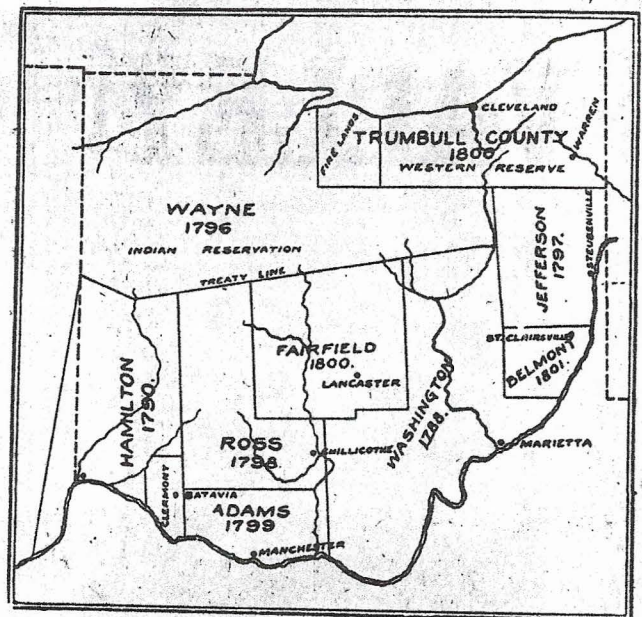 CLEVELAND
TRUMBULL COUNTY
1800
WESTERN RESERVE
FIRE LANDS
WARREN
WAYNE
1796
INDIAN RESERVATION
TREATY LINE
JEFFERSON
1797.
STEUBENVILLE
ST. CLAIRSVILLE
BELMONT
1801.
FAIRFIELD
1800.
LANCASTER
HAMILTON
1790.
WASHINGTON
1788.
MARIETTA
ROSS
1798
CHILLICOTHE
CLERMONT
BATAVIA
ADAMS
1799
MANCHESTER